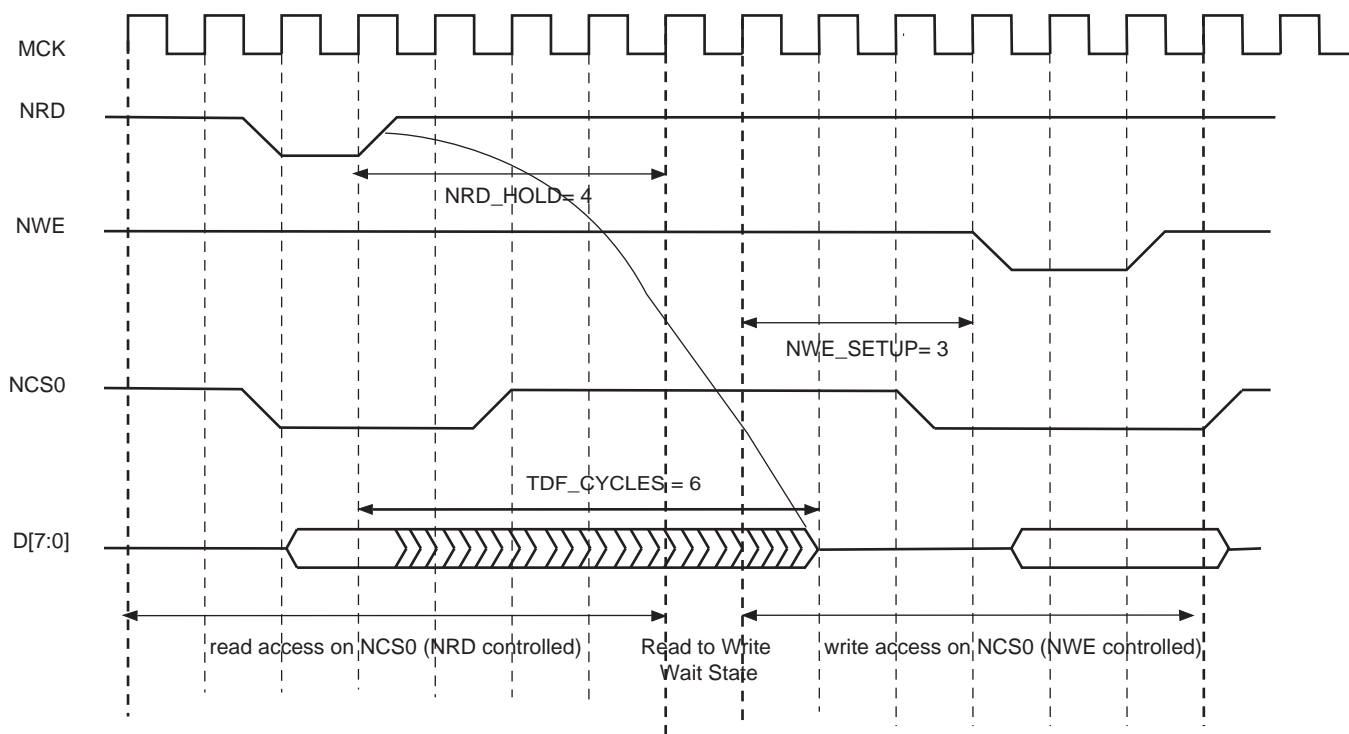 MCK
NRD
NRD_HOLD= 4
NWE
NWE_SETUP= 3
NCS0
TDF_CYCLES = 6
D[7:0]
read access on NCS0 (NRD controlled)
Read to Write
Wait State
write access on NCS0 (NWE controlled)